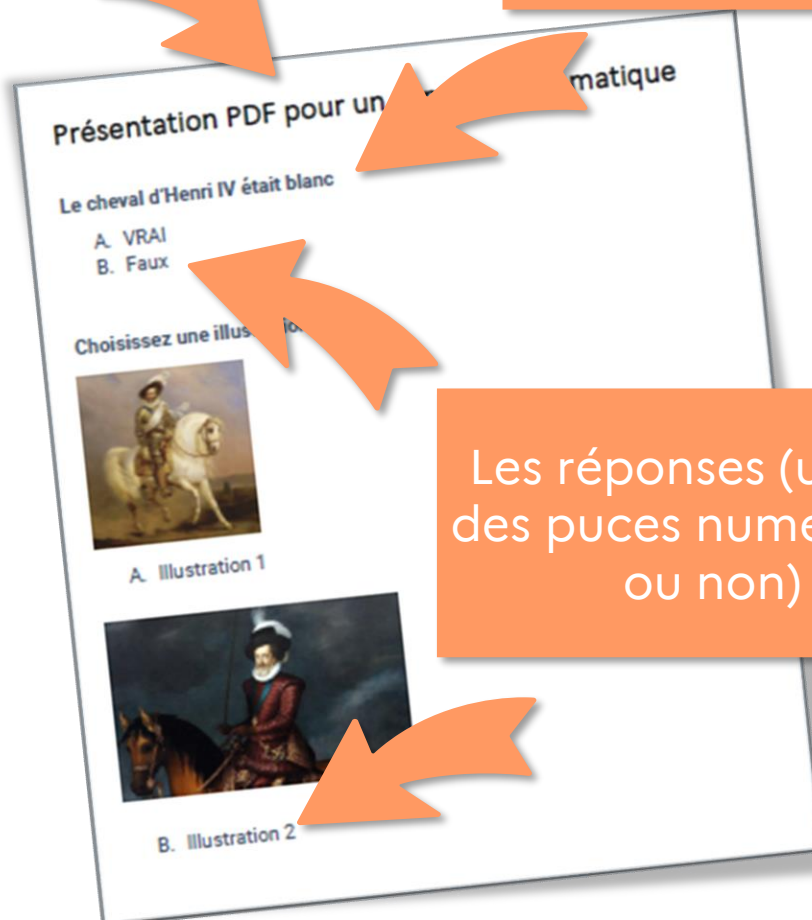 Présentation PDF pour un matique
Le cheval d'Henri IV était blanc
A. VRAI
B. Faux
Choisissez une illus
A. Illustration 1
Les réponses (u
des puces numé
ou non)
B. Illustration 2